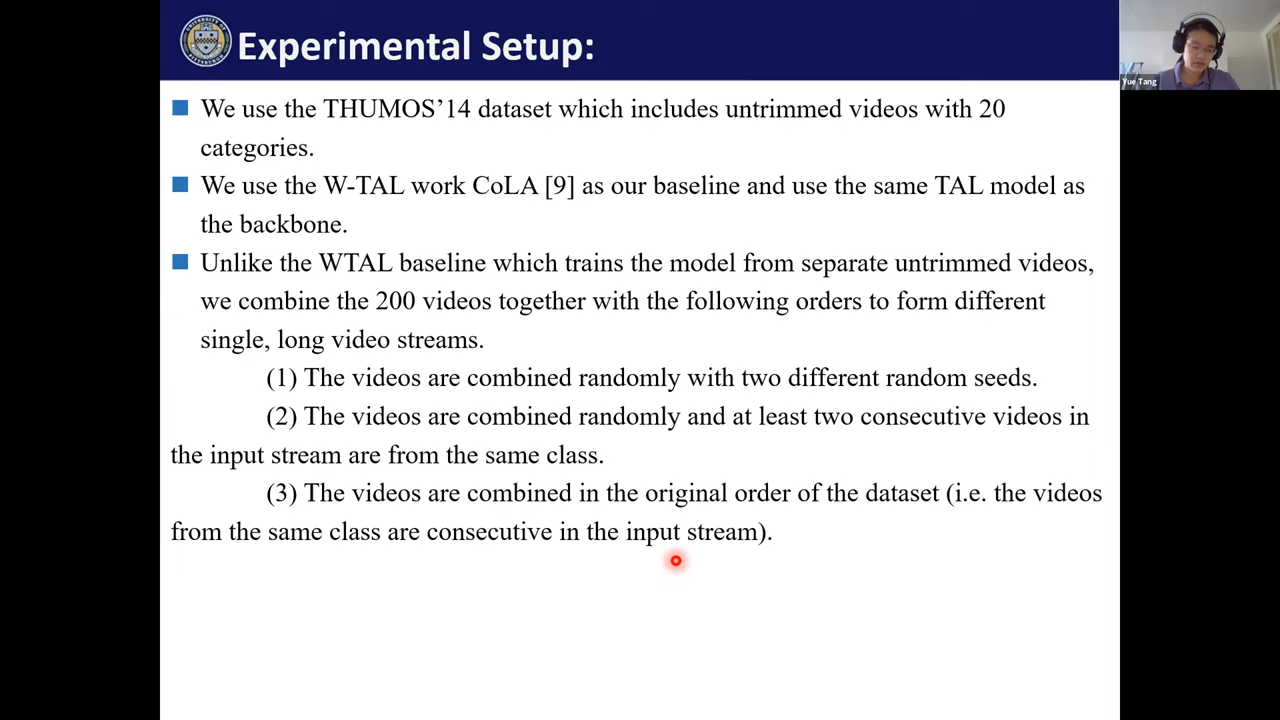 Experimental Setup:
Yue Tang
We use the THUMOS’14 dataset which includes untrimmed videos with 20
categories.
We use the W-TAL work CoLA [9] as our baseline and use the same TAL model as
the backbone.
Unlike the WTAL baseline which trains the model from separate untrimmed videos,
we combine the 200 videos together with the following orders to form different
single, long video streams.
(1) The videos are combined randomly with two different random seeds.
(2) The videos are combined randomly and at least two consecutive videos in
the input stream are from the same class.
(3) The videos are combined in the original order of the dataset (i.e. the videos
from the same class are consecutive in the input stream).